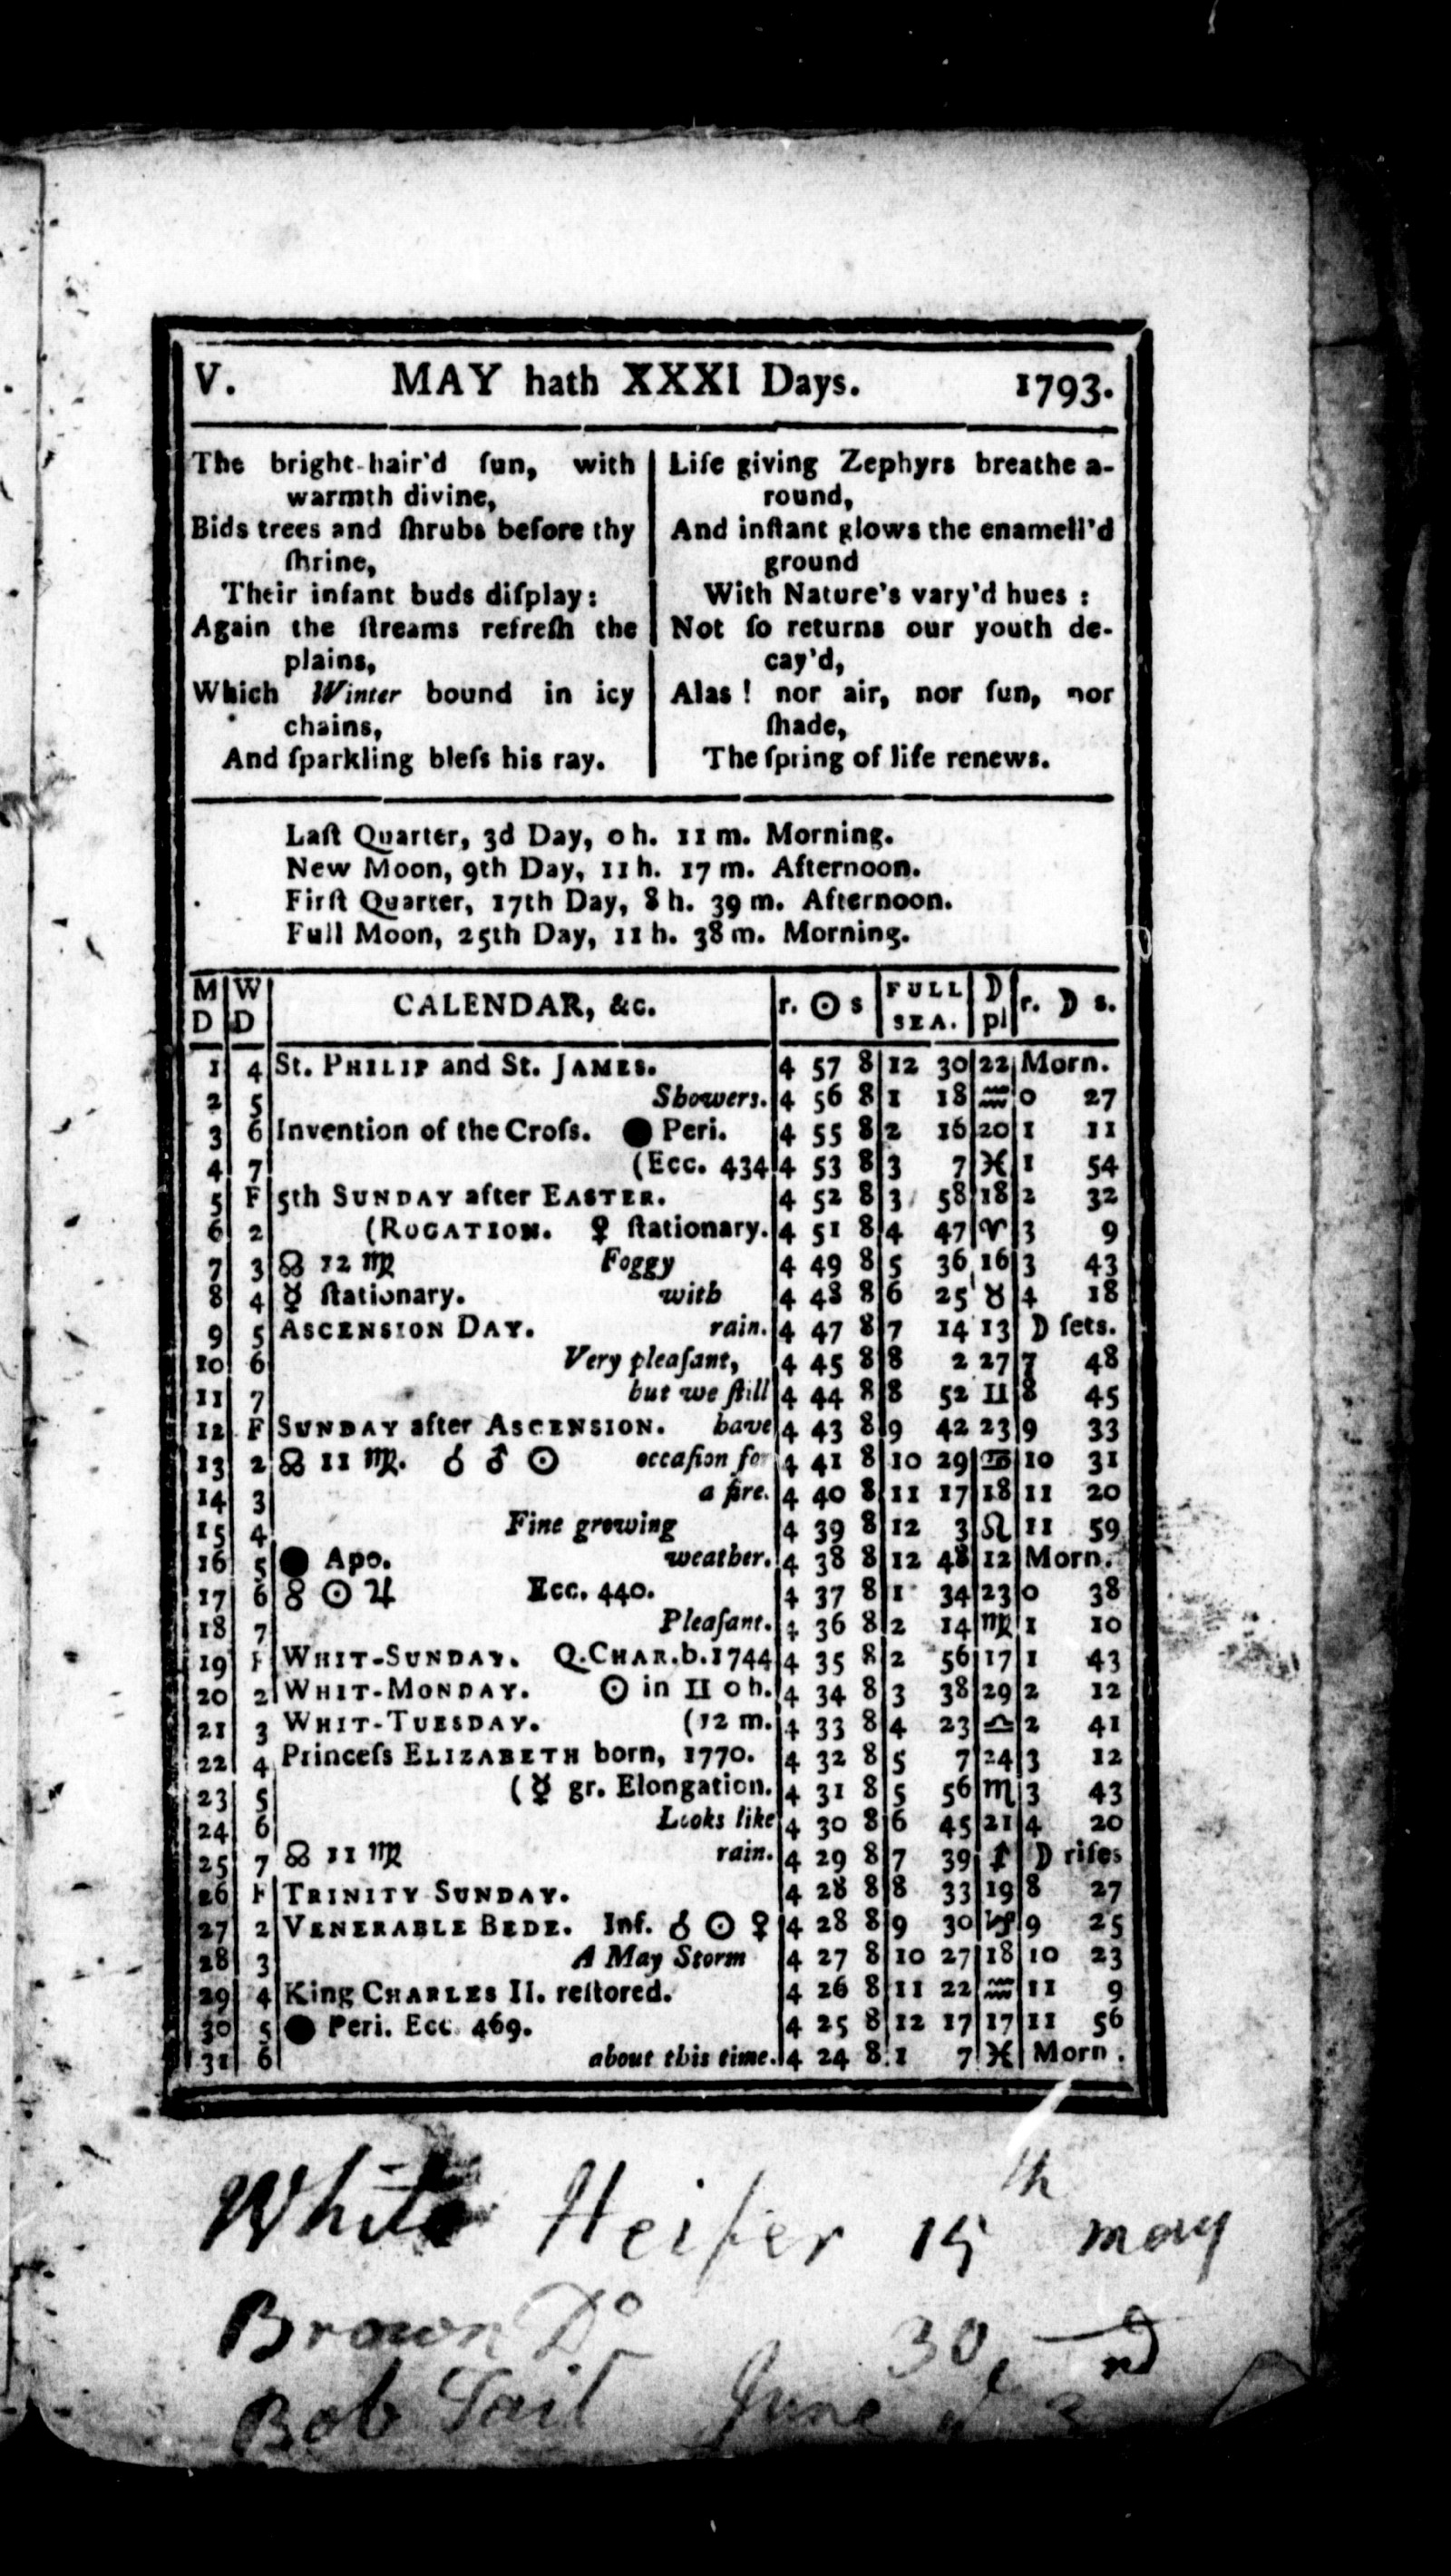 V. MAY hath XXXI Days. 1793.
The bright-hair'd ſun, with
warmth divine,
Bids trees and ſhrubs before thy
ſhrine,
Their infant buds diſplay:
Again the ſtreams refreſh the
plains,
Which Winter bound in icy
chains,
And ſparkling bleſs his ray.
Life giving Zephyrs breathe a-
round,
And inſtant glows the enamell'd
ground
With Nature's vary'd hues :
Not ſo returns our youth de-
cay'd,
Alas ! nor air, nor ſun, nor
ſhade,
The ſpring of life renews.
Laſt Quarter, 3d Day, 0 h. 11 m. Morning.
New Moon, 9th Day, 11 h. 17 m. Afternoon.
Firſt Quarter, 17th Day, 8 h. 39 m. Afternoon.
Full Moon, 25th Day, 11 h. 38 m. Morning.
M D W D CALENDAR, &c. r. ☉ s FULL SEA. ☽ pl r. ☽ s.
1 4 St. PHILIP and St. JAMES. 4 57 8 12 30 22 Morn.
2 5 Showers. 4 56 8 1 18 ♒ 0 27
3 6 Invention of the Croſs. ● Peri. 4 55 8 2 16 20 1 11
4 7 (Ecc. 434 4 53 8 3 7 ♓ 1 54
5 F 5th SUNDAY after EASTER. 4 52 8 3 58 18 2 32
6 2 (ROGATION. ♀ ſtationary. 4 51 8 4 47 ♈ 3 9
7 3 ☊ 12 ♍ Foggy 4 49 8 5 36 16 3 43
8 4 ☿ ſtationary. with 4 48 8 6 25 ♉ 4 18
9 5 ASCENSION DAY. rain. 4 47 8 7 14 13 ☽ ſets.
10 6 Very pleaſant, 4 45 8 8 2 27 7 48
11 7 but we ſtill 4 44 8 8 52 ♊ 8 45
12 F SUNDAY after ASCENSION. have 4 43 8 9 42 23 9 33
13 2 ☊ 11 ♍. ☌ ♂ ☉ occaſion for 4 41 8 10 29 ♋ 10 31
14 3 a fire. 4 40 8 11 17 18 11 20
15 4 Fine growing 4 39 8 12 3 ♌ 11 59
16 5 ● Apo. weather. 4 38 8 12 48 12 Morn.
17 6 ☍ ☉ ♃ Ecc. 440. 4 37 8 1 34 23 0 38
18 7 Pleaſant. 4 36 8 2 14 ♍ 1 10
19 F WHIT-SUNDAY. Q.CHAR.b.1744 4 35 8 2 56 17 1 43
20 2 WHIT-MONDAY. ☉ in ♊ 0 h. 4 34 8 3 38 29 2 12
21 3 WHIT-TUESDAY. (12 m. 4 33 8 4 23 ♎ 2 41
22 4 Princeſs ELIZABETH born, 1770. 4 32 8 5 7 24 3 12
23 5 (☿ gr. Elongation. 4 31 8 5 56 ♏ 3 43
24 6 Looks like 4 30 8 6 45 21 4 20
25 7 ☊ 11 ♍ rain. 4 29 8 7 39 ♐ ☽ riſes
26 F TRINITY SUNDAY. 4 28 8 8 33 19 8 27
27 2 VENERABLE BEDE. Inf. ☌ ☉ ♀ 4 28 8 9 30 ♑ 9 25
28 3 A May Storm 4 27 8 10 27 18 10 23
29 4 King CHARLES II. reſtored. 4 26 8 11 22 ♒ 11 9
30 5 ● Peri. Ecc. 469. 4 25 8 12 17 17 11 56
31 6 about this time. 4 24 8 1 7 ♓ Morn.
White Heifer 15th may
Brown Do 30,
Bob Tail June